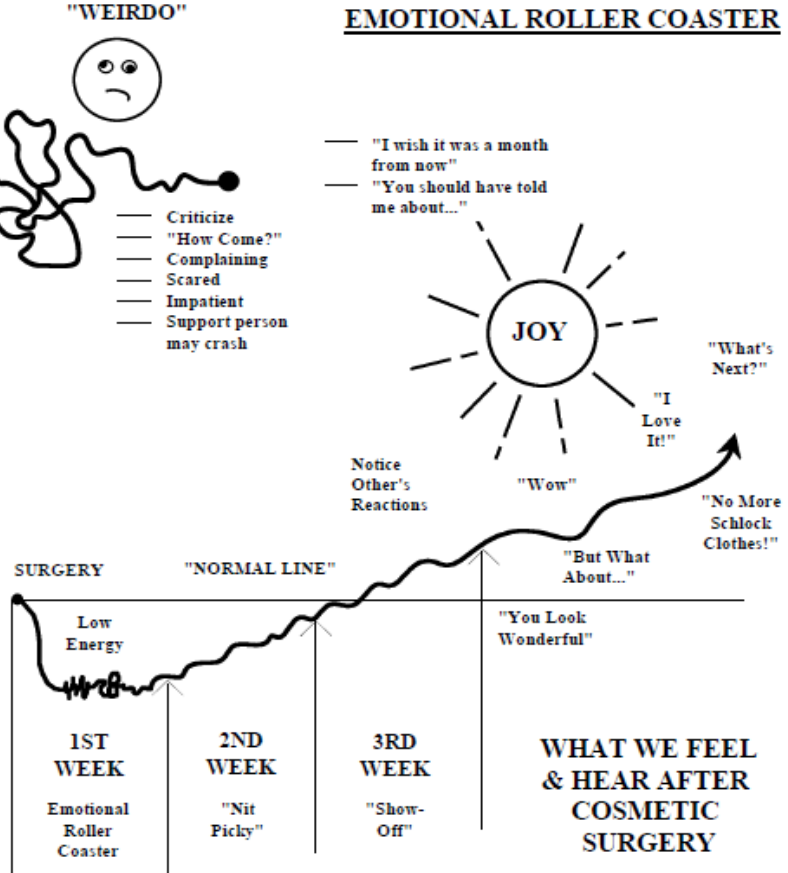 "WEIRDO"
EMOTIONAL ROLLER COASTER
"I wish it was a month
from now"
"You should have told
me about..."
Criticize
"How Come?"
Complaining
Scared
Impatient
Support person
may crash
JOY
"What's
Next?"
"I
Love
It!"
Notice
Other's
Reactions
"Wow"
"No More
Schlock
Clothes!"
"But What
About..."
SURGERY
"NORMAL LINE"
Low
Energy
"You Look
Wonderful"
1ST
WEEK
Emotional
Roller
Coaster
2ND
WEEK
"Nit
Picky"
3RD
WEEK
"Show-
Off"
WHAT WE FEEL
& HEAR AFTER
COSMETIC
SURGERY